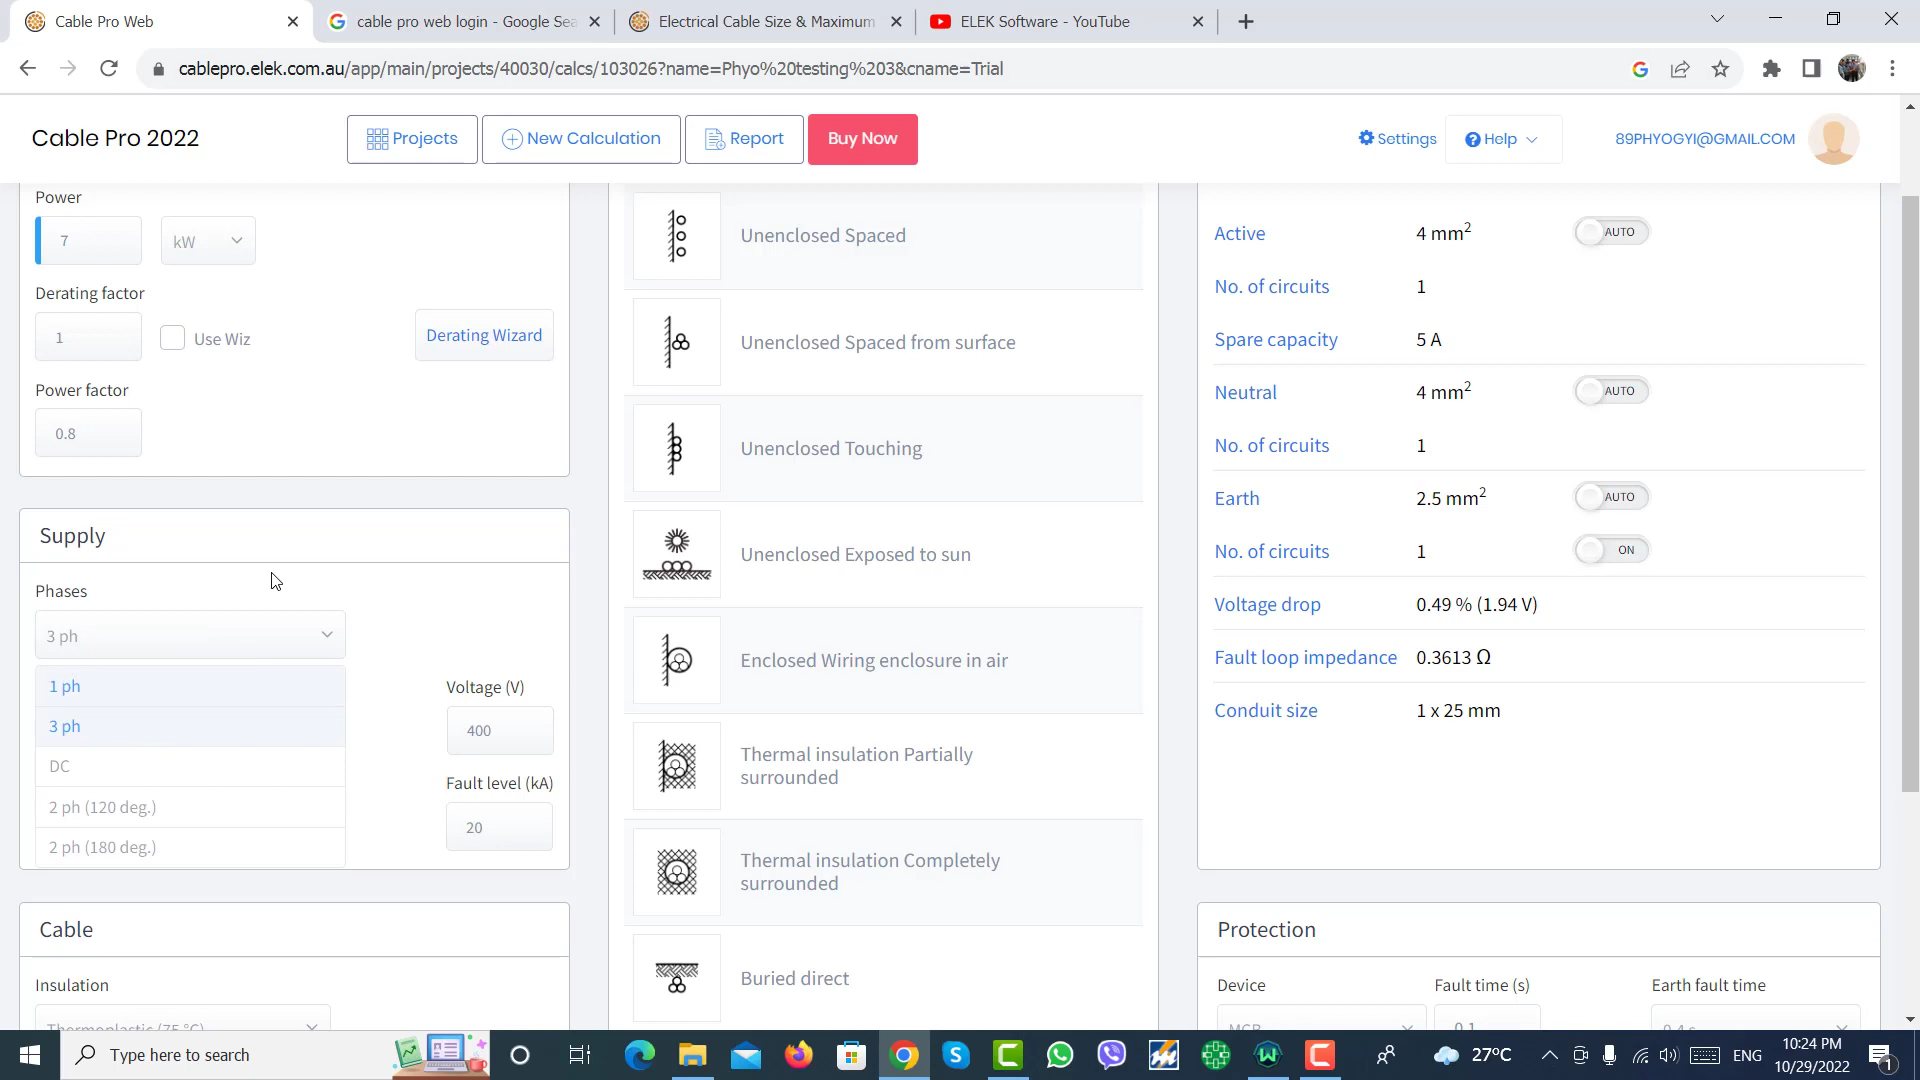 Cable Pro Web
cable pro web login - Google Sea
Electrical Cable Size & Maximum
ELEK Software - YouTube
cablepro.elek.com.au/app/main/projects/40030/calcs/103026?name=Phyo%20testing%203&cname=Trial
Cable Pro 2022
Projects
New Calculation
Report
Buy Now
Settings
Help
89PHYOGYI@GMAIL.COM
Power
7
kW
Derating factor
1
Use Wiz
Derating Wizard
Power factor
0.8
Supply
Phases
3 ph
1 ph
3 ph
DC
2 ph (120 deg.)
2 ph (180 deg.)
Voltage (V)
400
Fault level (kA)
20
Cable
Insulation
Thermoplastic (75 °C)
Unenclosed Spaced
Unenclosed Spaced from surface
Unenclosed Touching
Unenclosed Exposed to sun
Enclosed Wiring enclosure in air
Thermal insulation Partially
surrounded
Thermal insulation Completely
surrounded
Buried direct
Active 4 mm² AUTO
No. of circuits 1
Spare capacity 5 A
Neutral 4 mm² AUTO
No. of circuits 1
Earth 2.5 mm² AUTO
No. of circuits 1 ON
Voltage drop 0.49 % (1.94 V)
Fault loop impedance 0.3613 Ω
Conduit size 1 x 25 mm
Protection
Device Fault time (s) Earth fault time
MCB 0.1 0.4 s
Type here to search
27°C
ENG
10:24 PM
10/29/2022
1